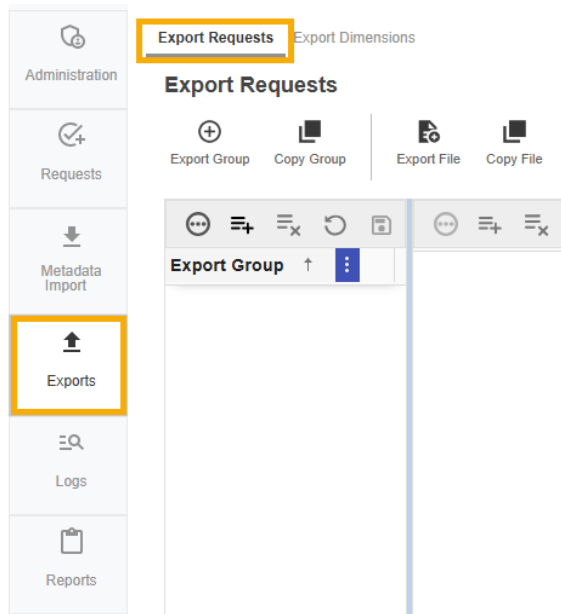 Administration
Requests
Metadata
Import
Exports
Logs
Reports
Export Requests
Export Dimensions
Export Requests
Export Group
Copy Group
Export File
Copy File
Export Group